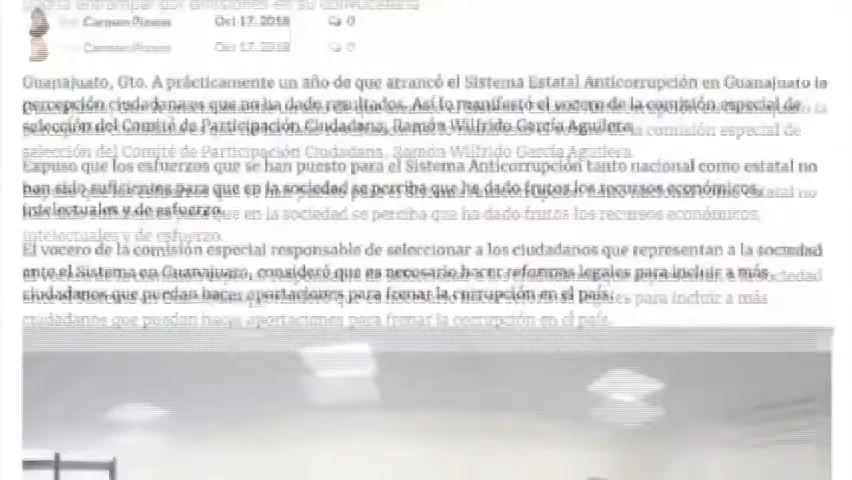 Carmen Pizano Oct 17, 2018 0
Guanajuato, Gto. A prácticamente un año de que arrancó el Sistema Estatal Anticorrupción en Guanajuato la
percepción ciudadana es que no ha dado resultados. Así lo manifestó el vocero de la comisión especial de
selección del Comité de Participación Ciudadana, Ramón Wilfrido García Aguilera.
Expuso que los esfuerzos que se han puesto para el Sistema Anticorrupción tanto nacional como estatal no
han sido suficientes para que en la sociedad se perciba que ha dado frutos los recursos económicos,
intelectuales y de esfuerzo.
El vocero de la comisión especial responsable de seleccionar a los ciudadanos que representan a la sociedad
ante el Sistema en Guanajuato, consideró que es necesario hacer reformas legales para incluir a más
ciudadanos que puedan hacer aportaciones para frenar la corrupción en el país.